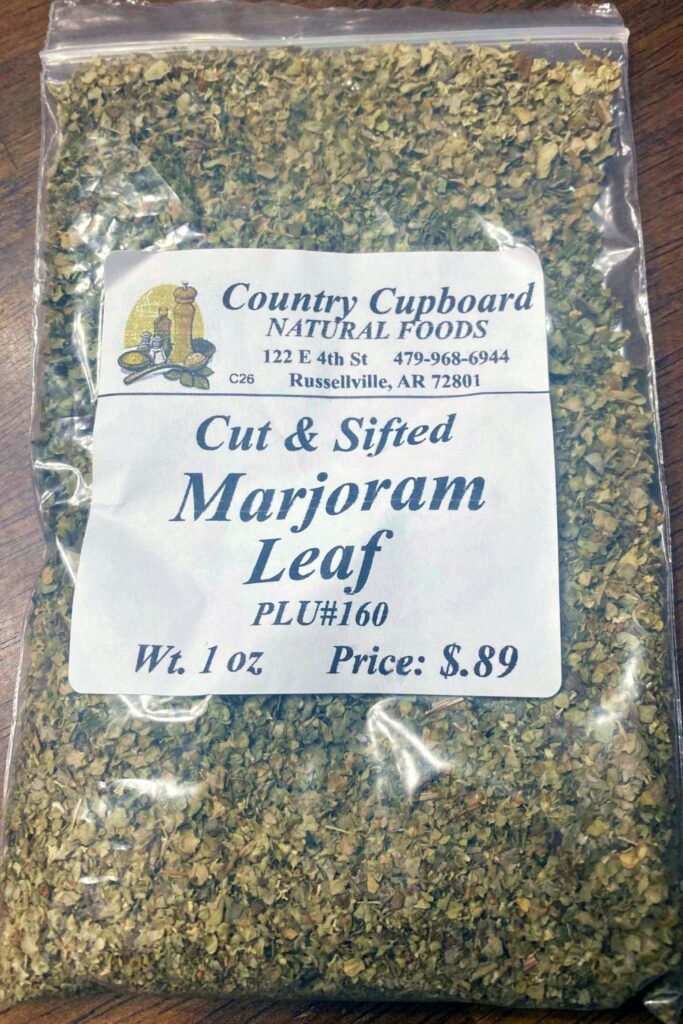 Country Cupboard
NATURAL FOODS
122 E 4th St 479-968-6944
C26 Russellville, AR 72801
Cut & Sifted
Marjoram
Leaf
PLU#160
Wt. 1 oz Price: $.89